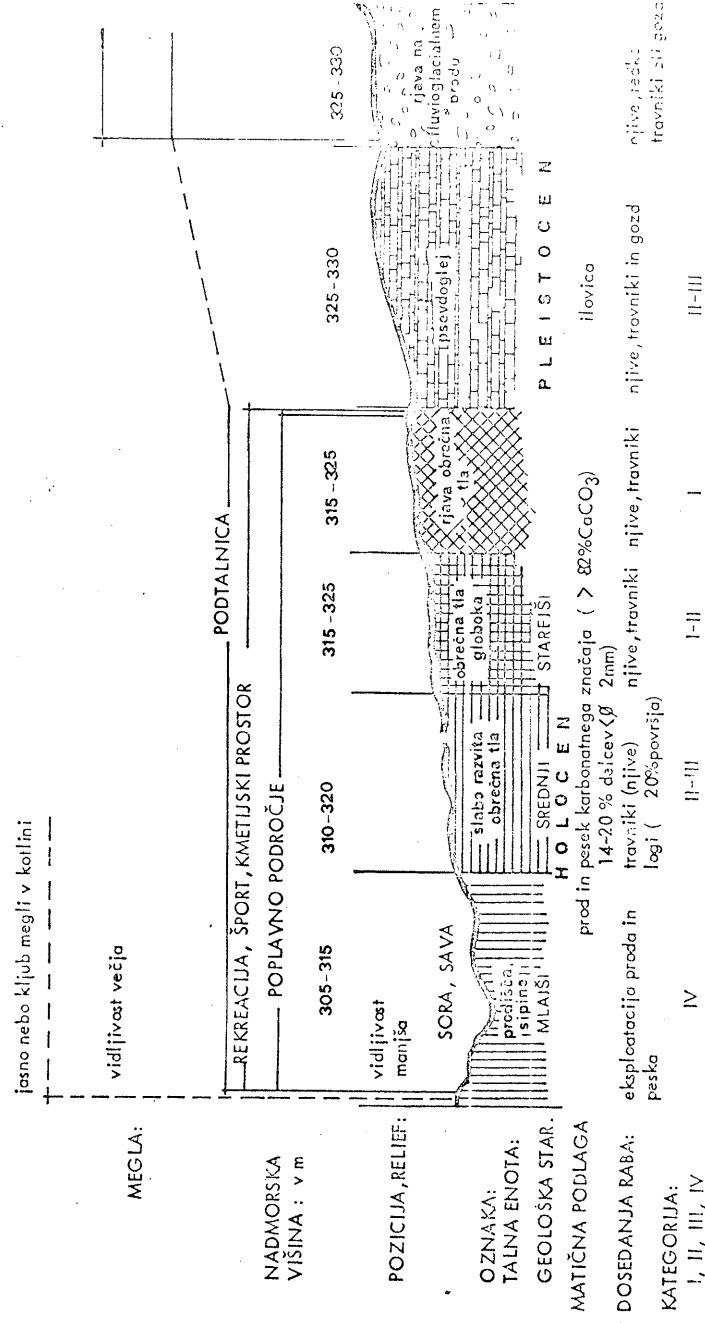 jasno nebo kljub megli v kotlini
MEGLA:
vidljivost večja
PODTALNICA
REKREACIJA, ŠPORT, KMETIJSKI PROSTOR
POPLAVNO PODROČJE
NADMORSKA
VIŠINA : v m
305-315
310-320
315-325
315-325
325-330
325-330
POZICIJA, RELIEF:
vidljivost
manjša
SORA, SAVA
OZNAKA:
TALNA ENOTA:
prodišča,
sipine
slabo razvita
obrečna tla
obrečna tla
globoka
rjava obrečna
tla
psevdoglej
rjava na
fluvioglacialnem
produ
GEOLOŠKA STAR.
MLAJŠI
SREDNJI
STAREJŠI
HOLOCEN
PLEISTOCEN
MATIČNA PODLAGA
prod in pesek karbonatnega značaja ( > 82%CaCO3)
14-20 % delcev (Ø 2mm)
ilovica
DOSEDANJA RABA:
eksploatacija proda in
peska
travniki (njive)
logi ( 20%površja)
njive, travniki
njive, travniki
njive, travniki in gozd
njive, redko
travniki ali gozd
KATEGORIJA:
I, II, III, IV
IV
II-III
I-II
I
II-III